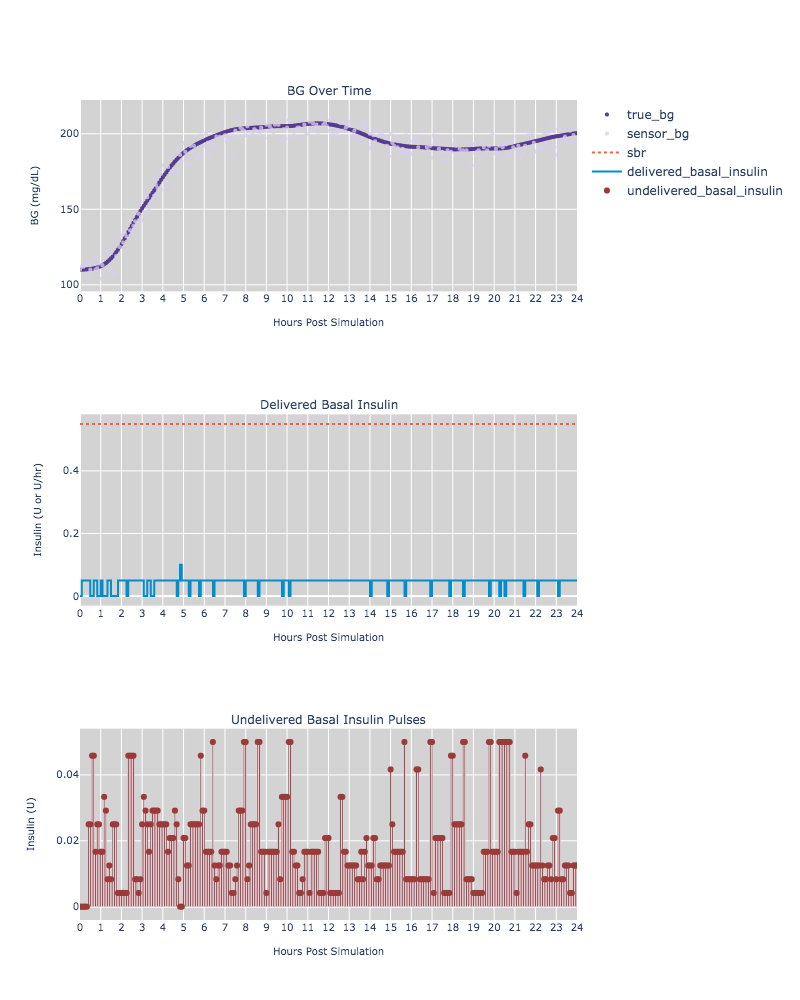 BG Over Time
200
150
100
BG (mg/dL)
0 1 2 3 4 5 6 7 8 9 10 11 12 13 14 15 16 17 18 19 20 21 22 23 24
Hours Post Simulation
true_bg
sensor_bg
sbr
delivered_basal_insulin
undelivered_basal_insulin
Delivered Basal Insulin
0.4
0.2
0
Insulin (U or U/hr)
0 1 2 3 4 5 6 7 8 9 10 11 12 13 14 15 16 17 18 19 20 21 22 23 24
Hours Post Simulation
Undelivered Basal Insulin Pulses
0.04
0.02
0
Insulin (U)
0 1 2 3 4 5 6 7 8 9 10 11 12 13 14 15 16 17 18 19 20 21 22 23 24
Hours Post Simulation